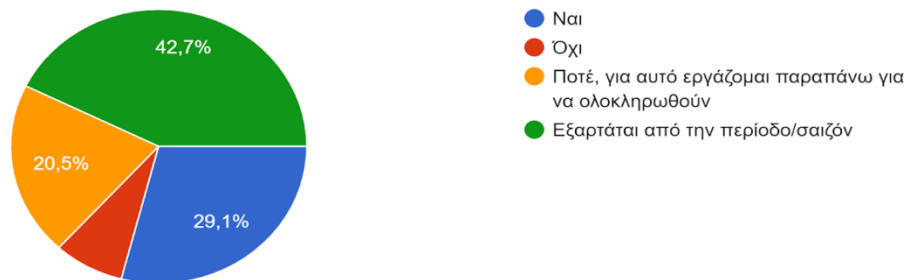 42,7%
20,5%
29,1%
Ναι
Όχι
Ποτέ, για αυτό εργάζομαι παραπάνω για
να ολοκληρωθούν
Εξαρτάται από την περίοδο/σαιζόν